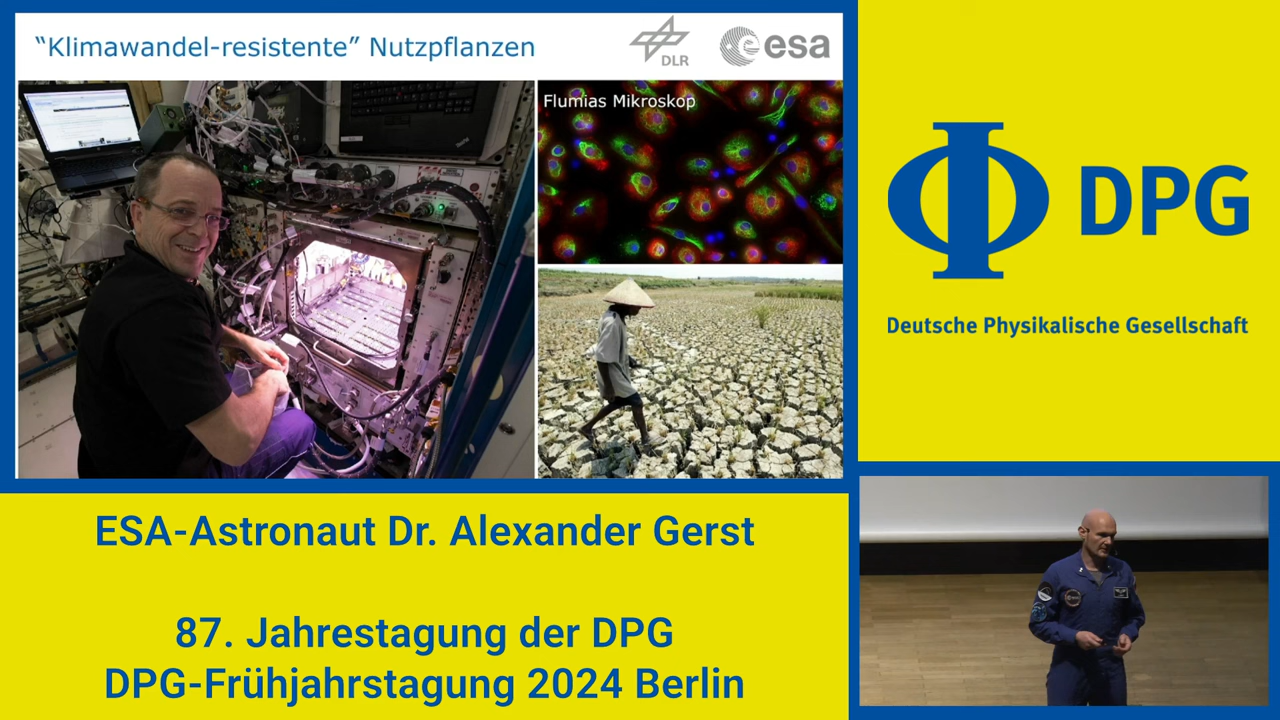 “Klimawandel-resistente” Nutzpflanzen
DLR
esa
Flumias Mikroskop
DPG
Deutsche Physikalische Gesellschaft
ESA-Astronaut Dr. Alexander Gerst
87. Jahrestagung der DPG
DPG-Frühjahrstagung 2024 Berlin